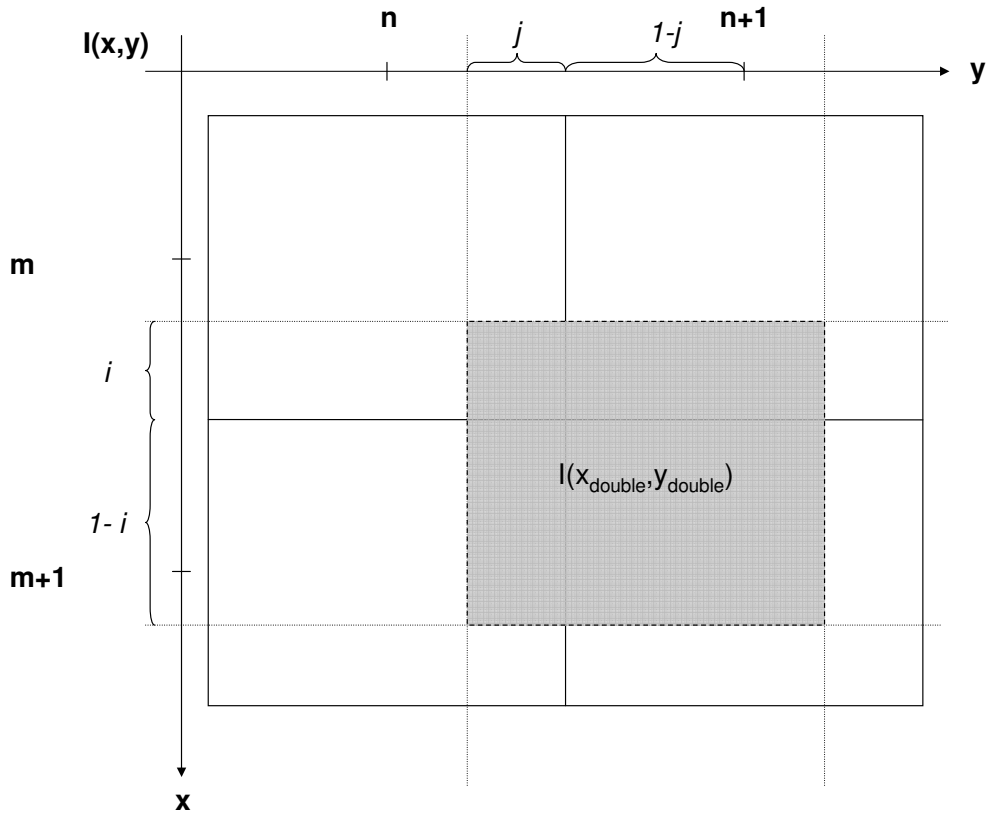 n
n+1
I(x,y)
j
1-j
y
m
i
I(x_double,y_double)
1- i
m+1
x